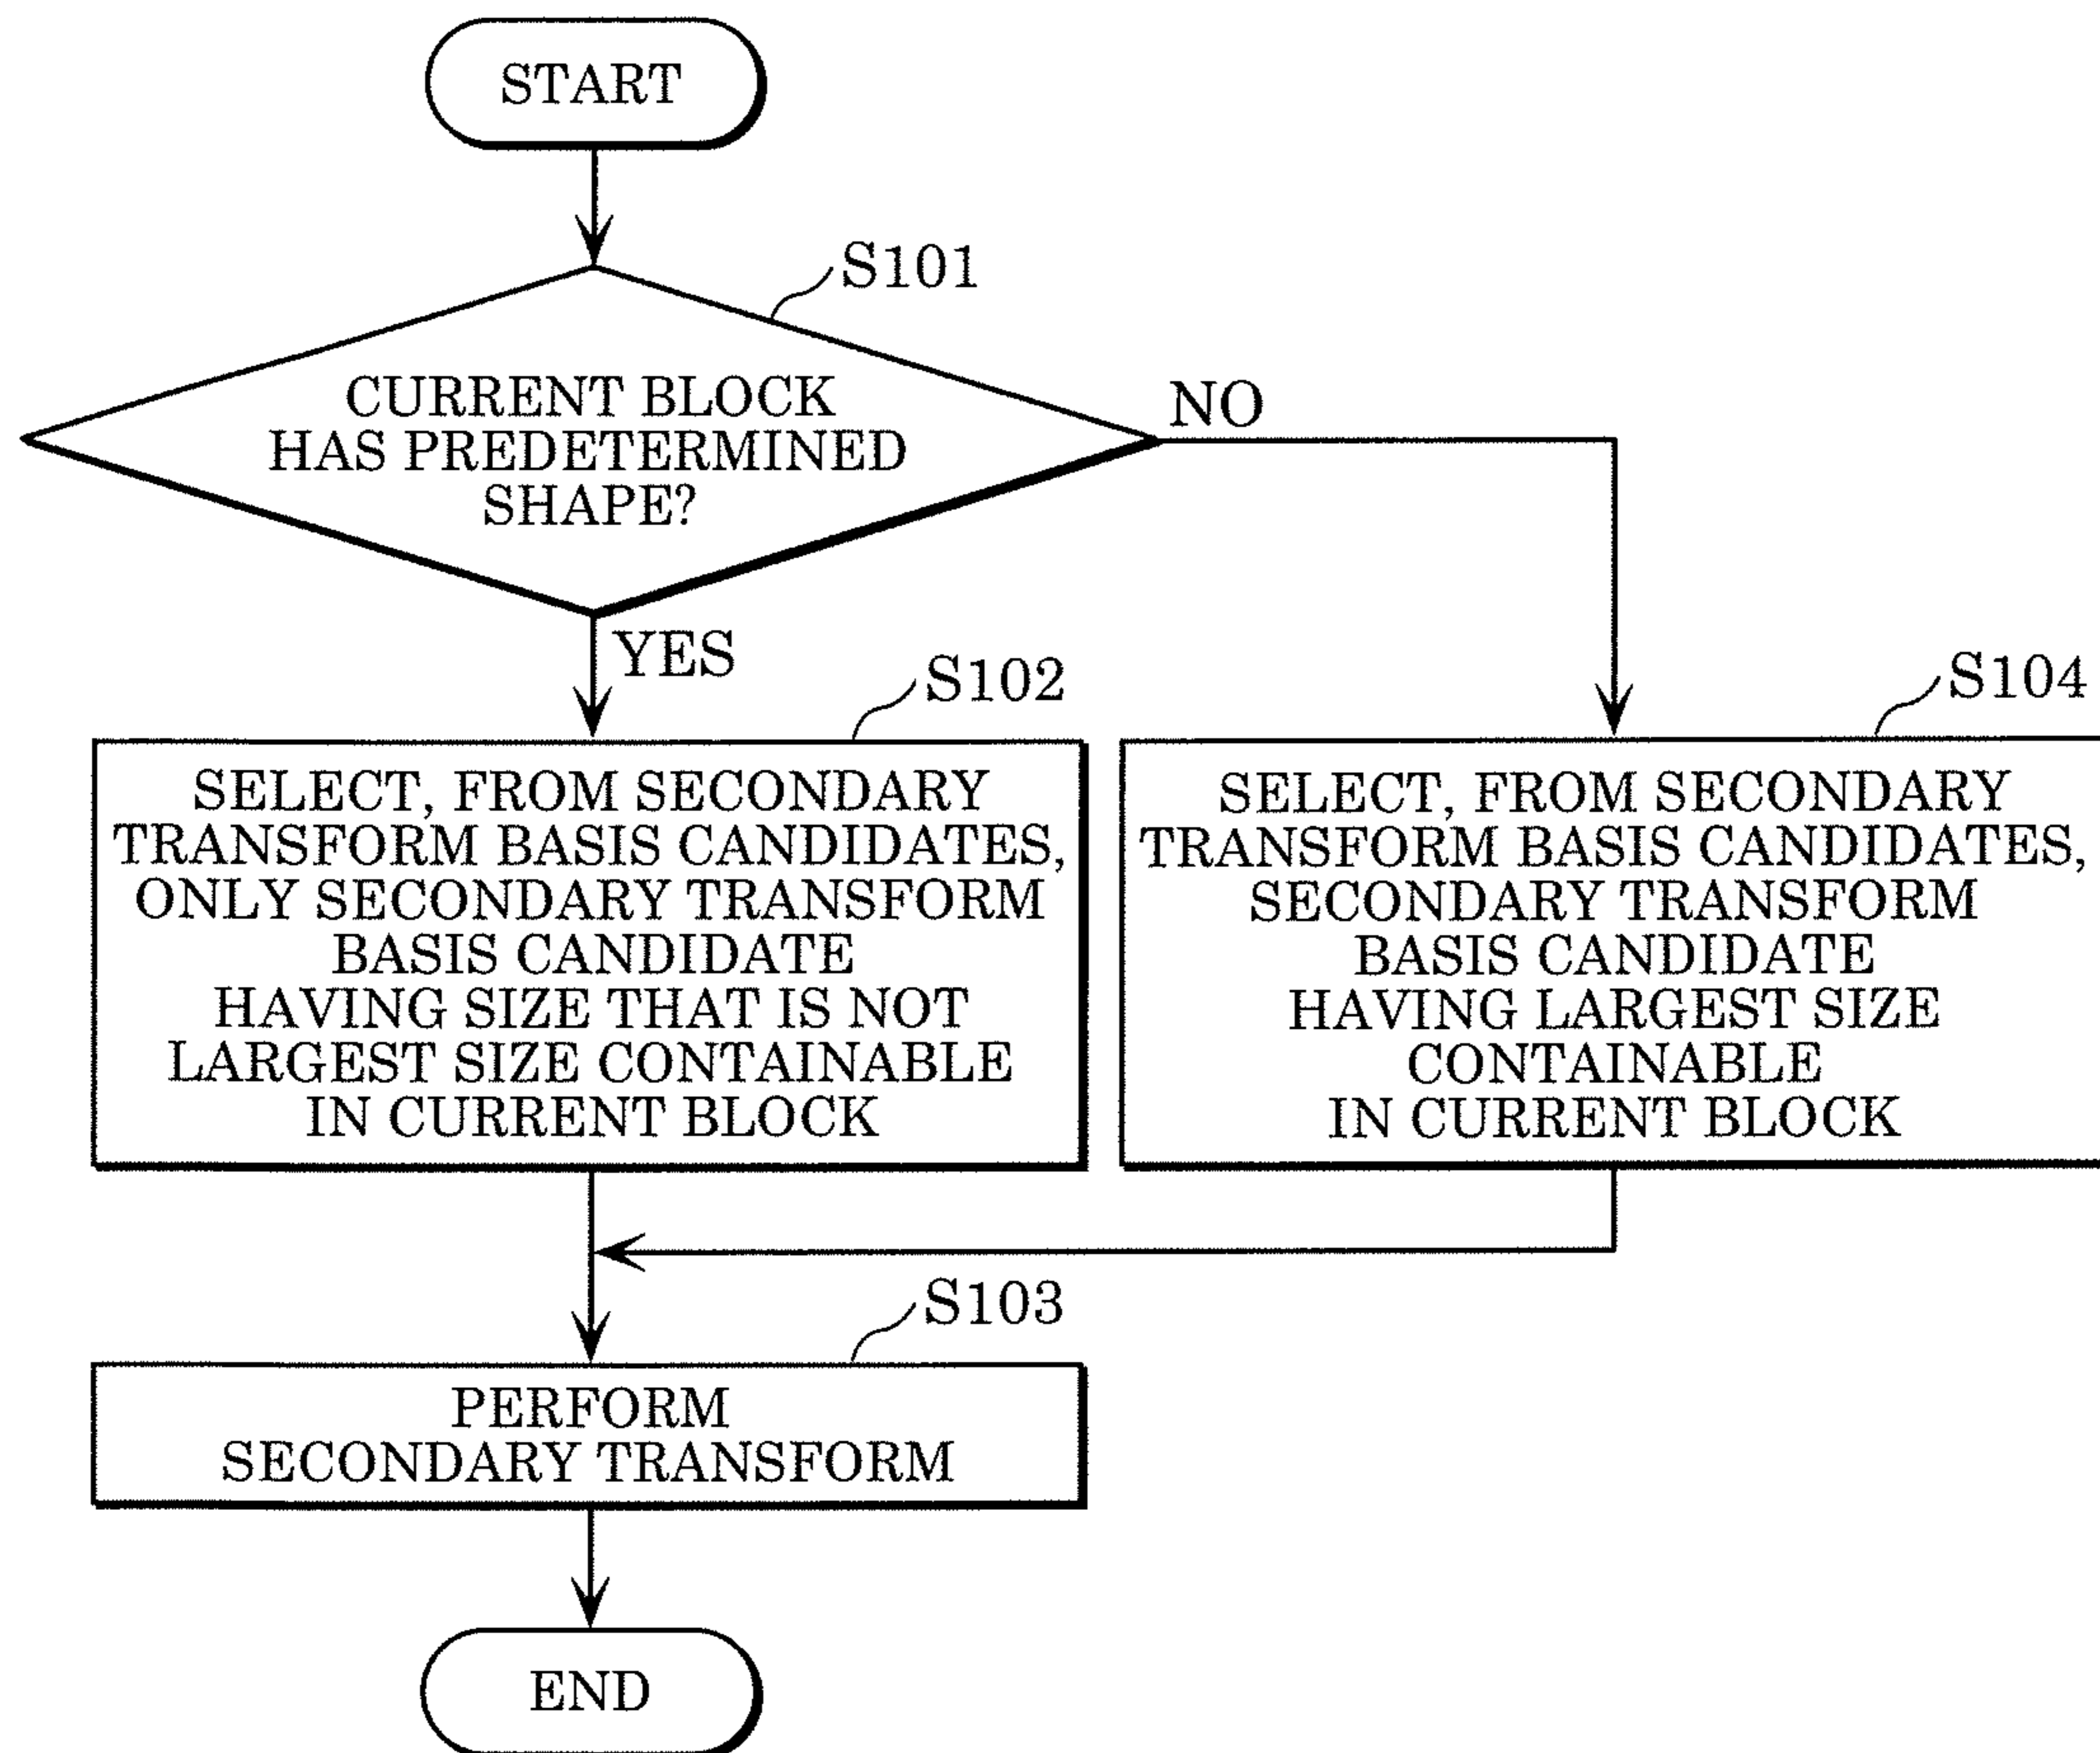 START
S101
CURRENT BLOCK
HAS PREDETERMINED
SHAPE?
NO
YES
S102
SELECT, FROM SECONDARY
TRANSFORM BASIS CANDIDATES,
ONLY SECONDARY TRANSFORM
BASIS CANDIDATE
HAVING SIZE THAT IS NOT
LARGEST SIZE CONTAINABLE
IN CURRENT BLOCK
S104
SELECT, FROM SECONDARY
TRANSFORM BASIS CANDIDATES,
SECONDARY TRANSFORM
BASIS CANDIDATE
HAVING LARGEST SIZE
CONTAINABLE
IN CURRENT BLOCK
S103
PERFORM
SECONDARY TRANSFORM
END